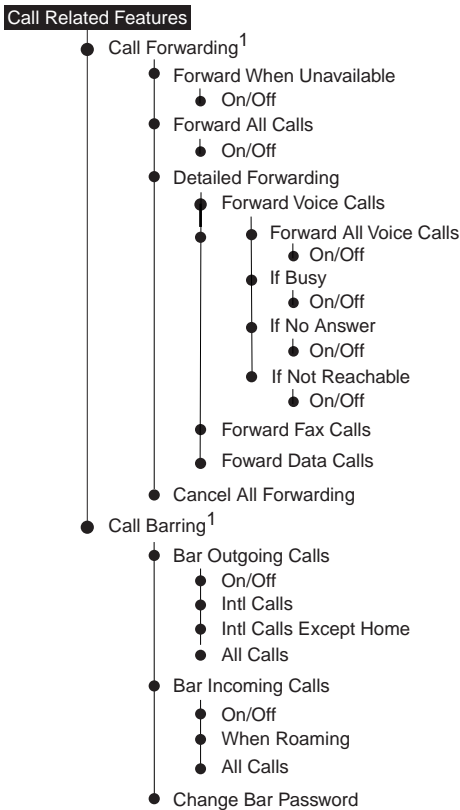 Call Related Features
Call Forwarding1
Forward When Unavailable
On/Off
Forward All Calls
On/Off
Detailed Forwarding
Forward Voice Calls
Forward All Voice Calls
On/Off
If Busy
On/Off
If No Answer
On/Off
If Not Reachable
On/Off
Forward Fax Calls
Foward Data Calls
Cancel All Forwarding
Call Barring1
Bar Outgoing Calls
On/Off
Intl Calls
Intl Calls Except Home
All Calls
Bar Incoming Calls
On/Off
When Roaming
All Calls
Change Bar Password